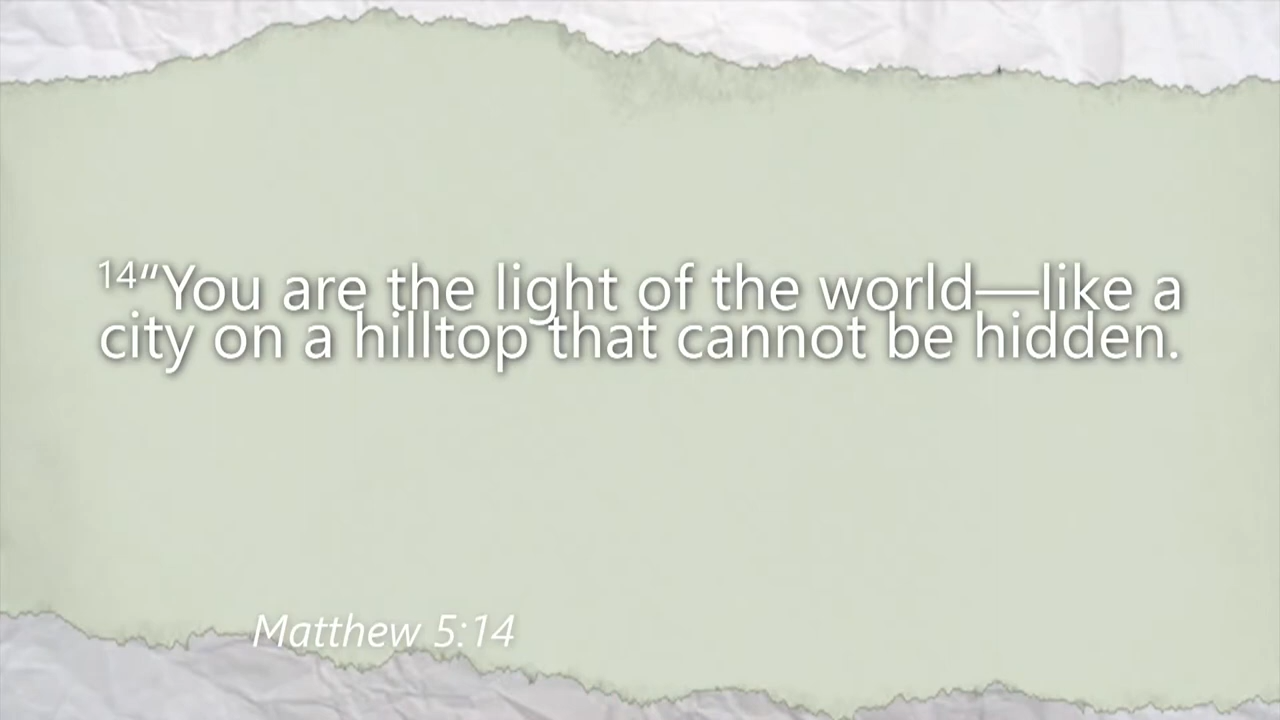 14“You are the light of the world—like a
city on a hilltop that cannot be hidden.
Matthew 5:14